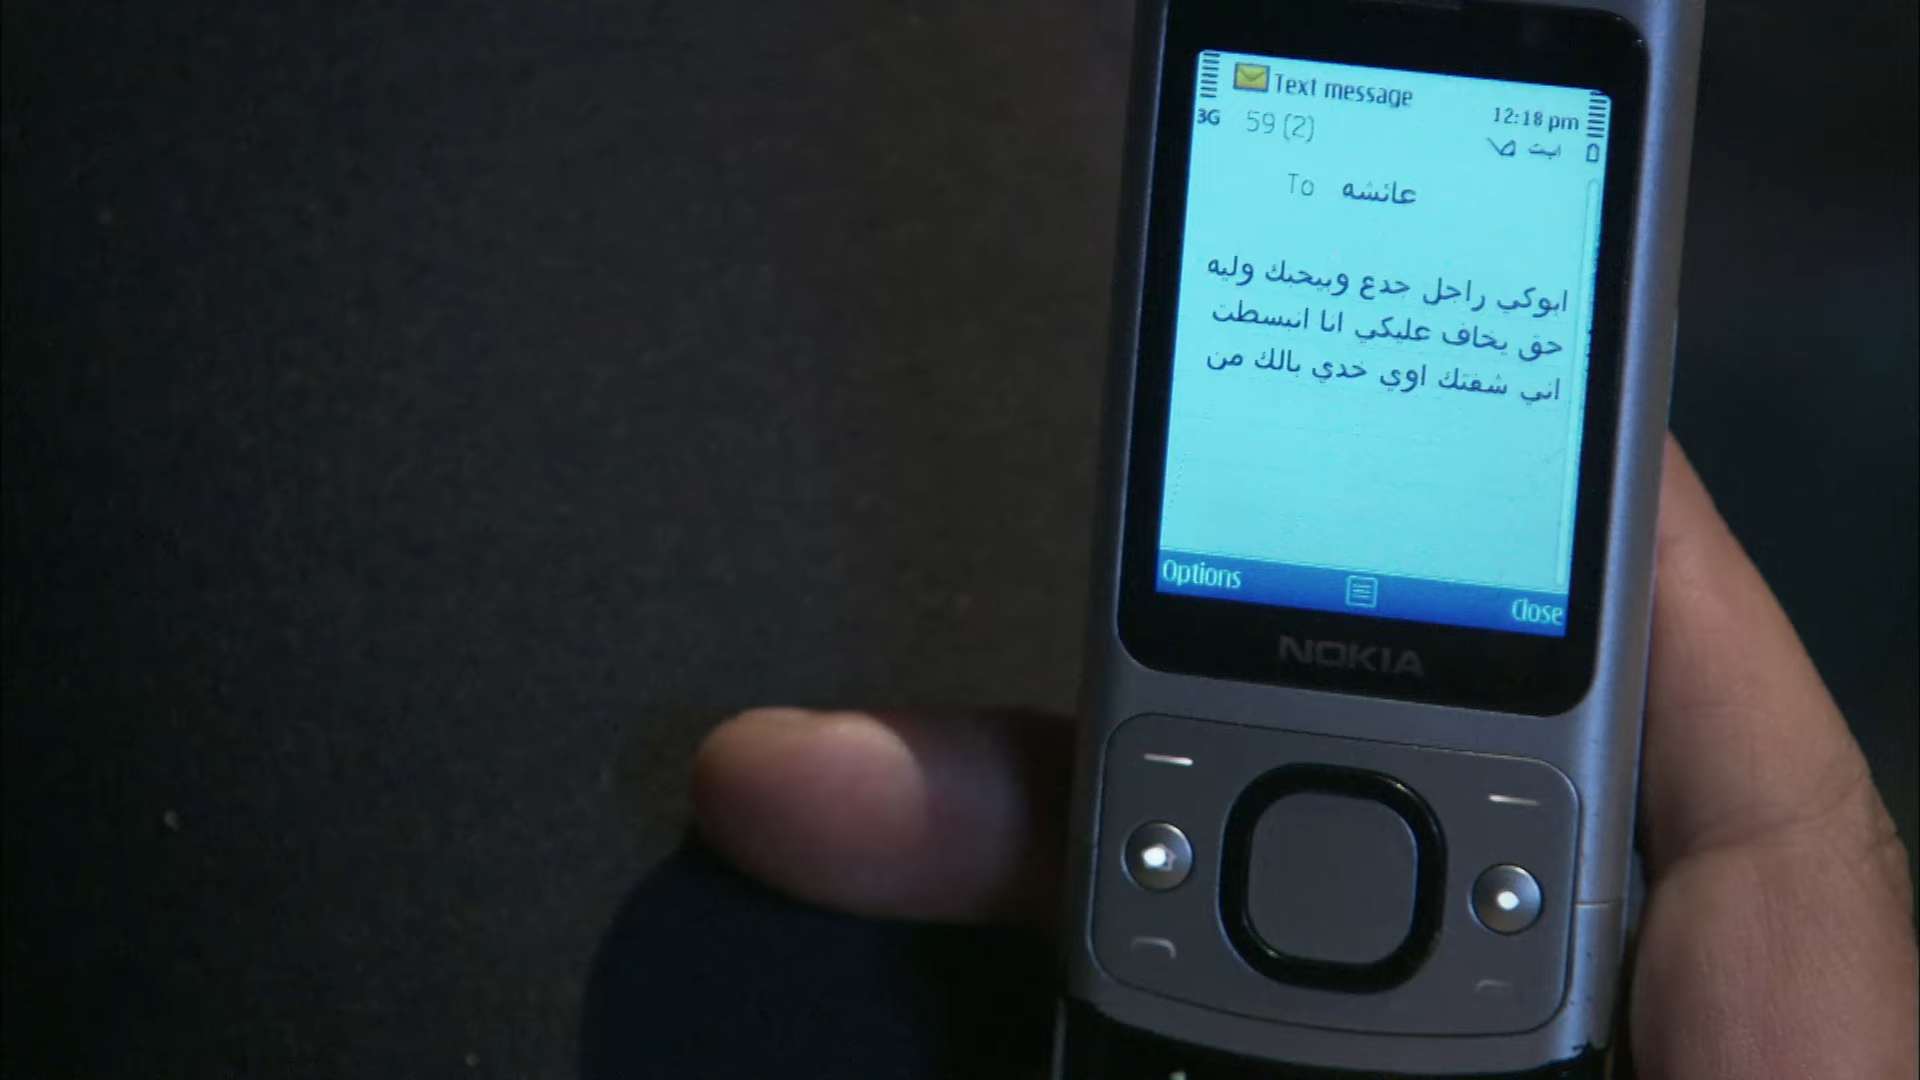 Text message
12:18 pm
3G 59 (2)
ابت
To عائشه
ابوكي راجل جدع وبيحبك وليه
حق يخاف عليكي انا انبسطت
اني شفتك اوي خدي بالك من
Options Close
NOKIA